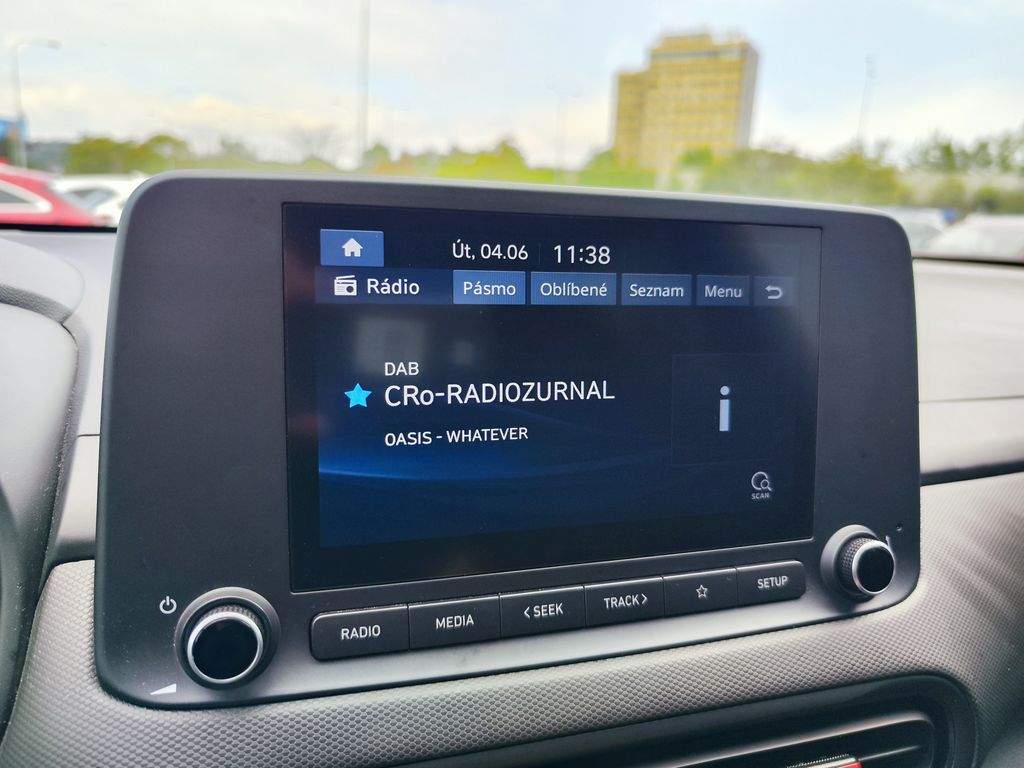 Út, 04.06 11:38
Rádio Pásmo Oblíbené Seznam Menu
DAB
CRo-RADIOZURNAL
OASIS - WHATEVER
SCAN
RADIO MEDIA < SEEK TRACK > SETUP